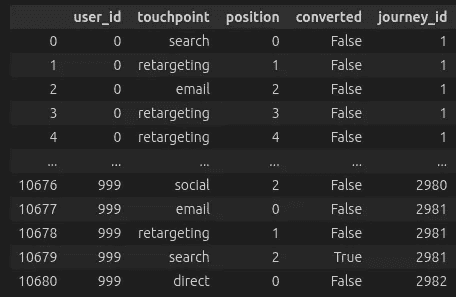 user_id touchpoint position converted journey_id
0 0 search 0 False 1
1 0 retargeting 1 False 1
2 0 email 2 False 1
3 0 retargeting 3 False 1
4 0 retargeting 4 False 1
... ... ... ... ... ...
10676 999 social 2 False 2980
10677 999 email 0 False 2981
10678 999 retargeting 1 False 2981
10679 999 search 2 True 2981
10680 999 direct 0 False 2982